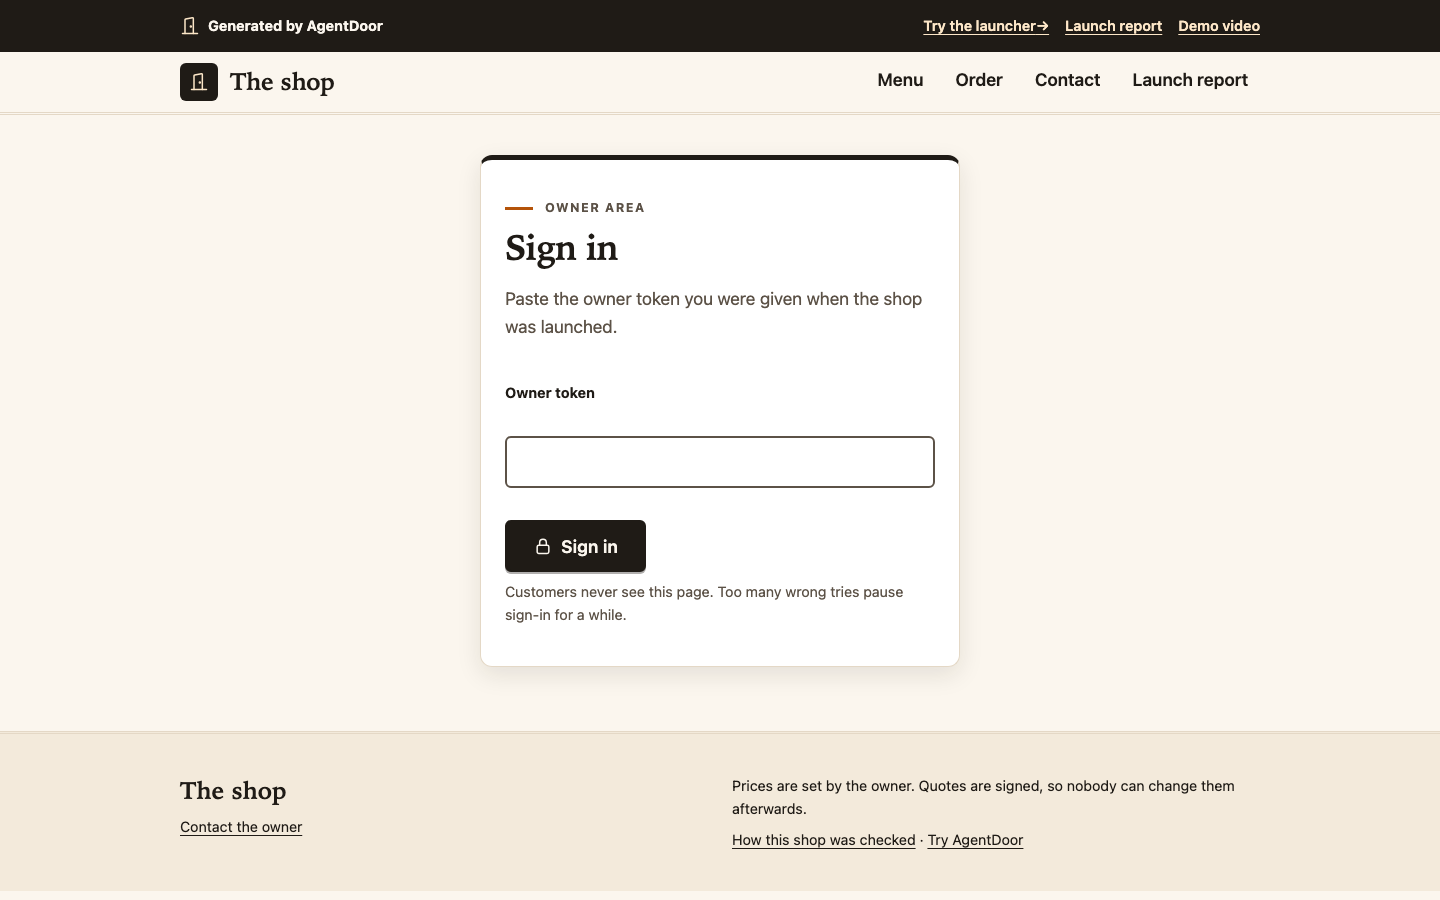 Generated by AgentDoor
Try the launcher→ Launch report Demo video
The shop
Menu Order Contact Launch report
OWNER AREA
Sign in
Paste the owner token you were given when the shop
was launched.
Owner token
Sign in
Customers never see this page. Too many wrong tries pause
sign-in for a while.
The shop
Contact the owner
Prices are set by the owner. Quotes are signed, so nobody can change them
afterwards.
How this shop was checked · Try AgentDoor